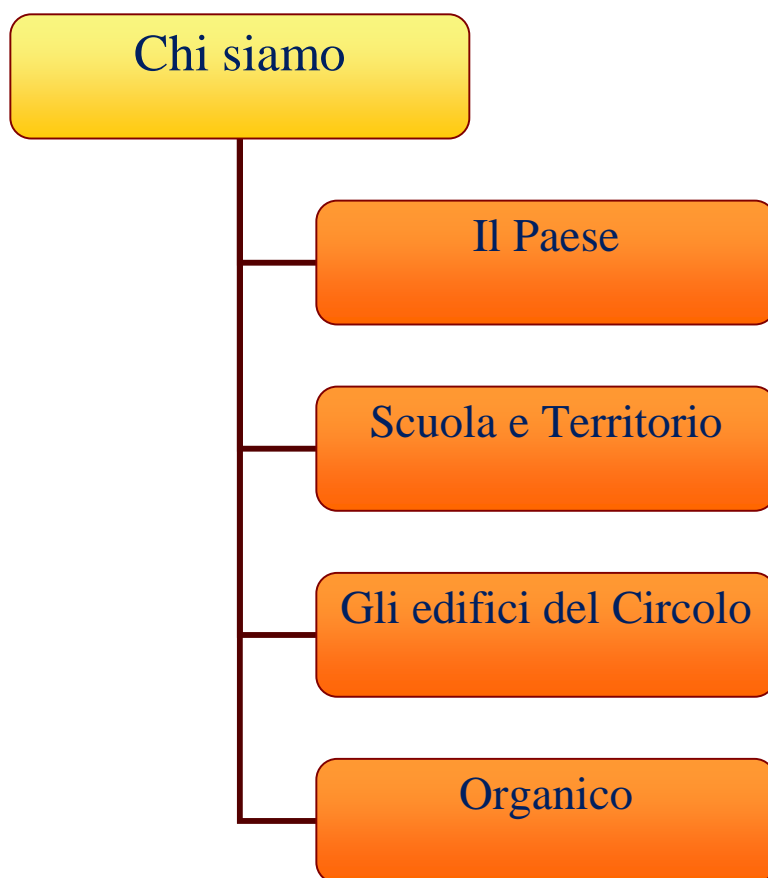 Chi siamo
Il Paese
Scuola e Territorio
Gli edifici del Circolo
Organico